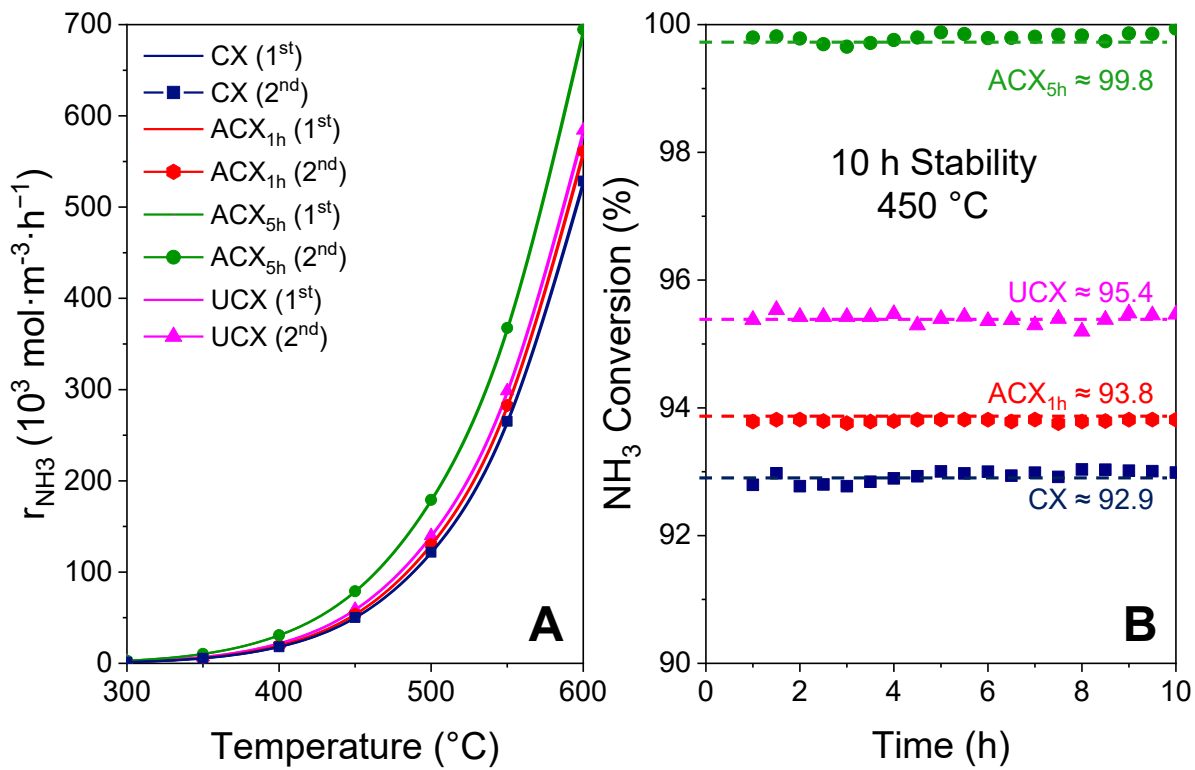 700
600
500
400
300
200
100
0
r_NH3 (10³ mol·m⁻³·h⁻¹)
CX (1ˢᵗ)
CX (2ⁿᵈ)
ACX₁ₕ (1ˢᵗ)
ACX₁ₕ (2ⁿᵈ)
ACX₅ₕ (1ˢᵗ)
ACX₅ₕ (2ⁿᵈ)
UCX (1ˢᵗ)
UCX (2ⁿᵈ)
A
300 400 500 600
Temperature (°C)
100
98
96
94
92
90
NH₃ Conversion (%)
ACX₅ₕ ≈ 99.8
10 h Stability
450 °C
UCX ≈ 95.4
ACX₁ₕ ≈ 93.8
CX ≈ 92.9
B
0 2 4 6 8 10
Time (h)